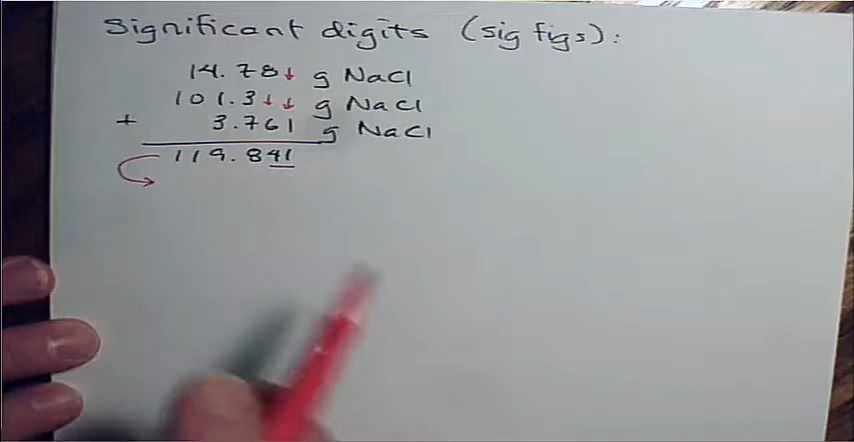 Significant digits (sig figs):
14.78↓ g NaCl
101.3↓↓ g NaCl
+ 3.761 g NaCl
119.841